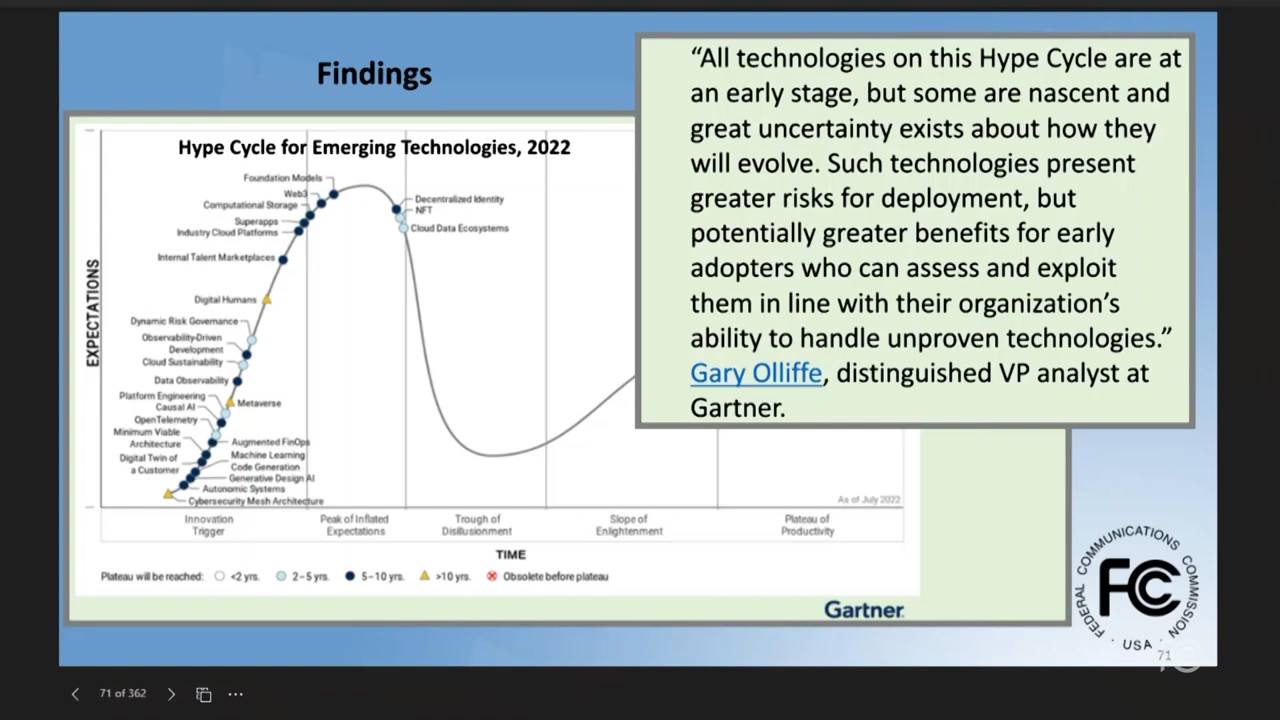 Findings
“All technologies on this Hype Cycle are at
an early stage, but some are nascent and
great uncertainty exists about how they
will evolve. Such technologies present
greater risks for deployment, but
potentially greater benefits for early
adopters who can assess and exploit
them in line with their organization’s
ability to handle unproven technologies.”
Gary Olliffe, distinguished VP analyst at
Gartner.
Hype Cycle for Emerging Technologies, 2022
EXPECTATIONS
Foundation Models
Web3
Computational Storage
Superapps
Industry Cloud Platforms
Internal Talent Marketplaces
Digital Humans
Dynamic Risk Governance
Observability-Driven
Development
Cloud Sustainability
Data Observability
Platform Engineering
Causal AI
OpenTelemetry
Minimum Viable
Architecture
Digital Twin of
a Customer
Decentralized Identity
NFT
Cloud Data Ecosystems
Metaverse
Augmented FinOps
Machine Learning
Code Generation
Generative Design AI
Autonomic Systems
Cybersecurity Mesh Architecture
As of July 2022
Innovation
Trigger
Peak of Inflated
Expectations
Trough of
Disillusionment
Slope of
Enlightenment
Plateau of
Productivity
TIME
Plateau will be reached: <2 yrs. 2–5 yrs. 5–10 yrs. >10 yrs. Obsolete before plateau
Gartner
FEDERAL COMMUNICATIONS COMMISSION · USA ·
FCC
71
71 of 362